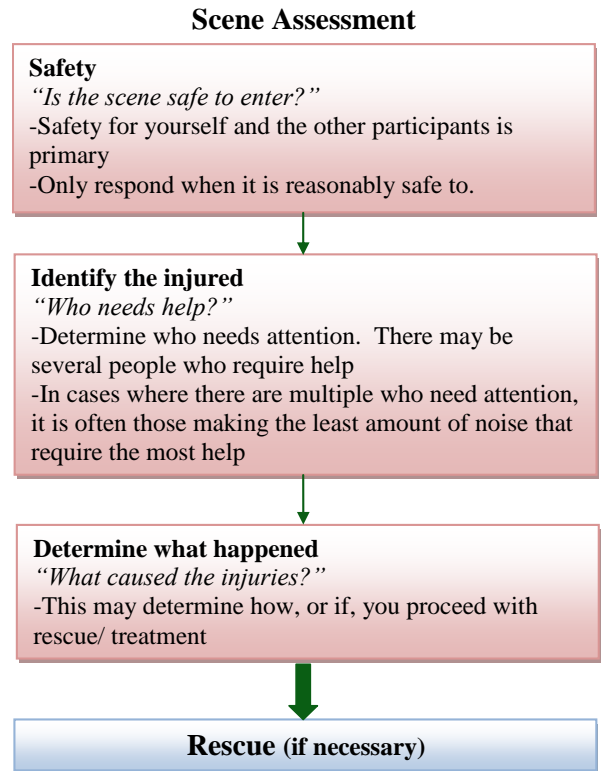 Scene Assessment
Safety
“Is the scene safe to enter?”
-Safety for yourself and the other participants is
primary
-Only respond when it is reasonably safe to.
Identify the injured
“Who needs help?”
-Determine who needs attention.  There may be
several people who require help
-In cases where there are multiple who need attention,
it is often those making the least amount of noise that
require the most help
Determine what happened
“What caused the injuries?”
-This may determine how, or if, you proceed with
rescue/ treatment
Rescue (if necessary)